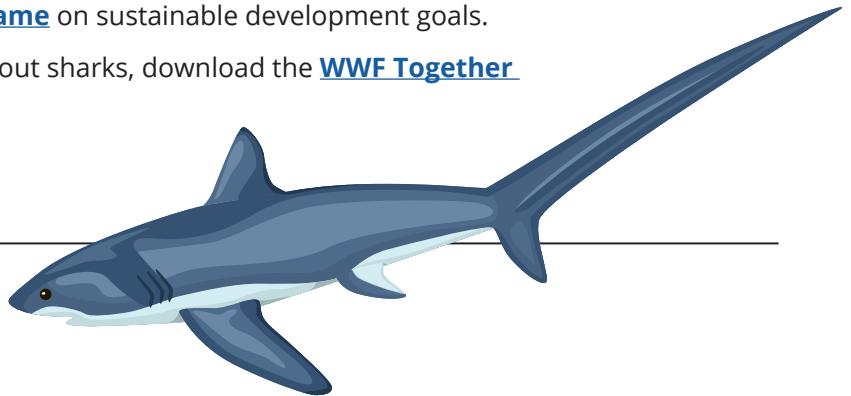 ame on sustainable development goals.
out sharks, download the WWF Together